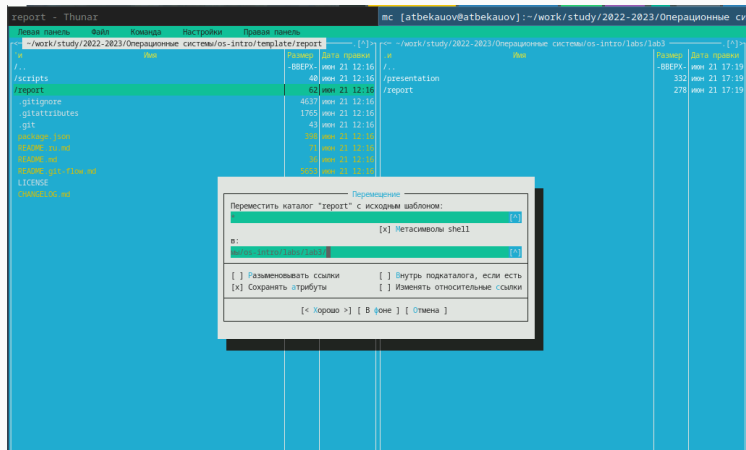 report - Thunar
mc [atbekauov@atbekauov]:~/work/study/2022-2023/Операционные си
Левая панель Файл Команда Настройки Правая панель
<- ~/work/study/2022-2023/Операционные системы/os-intro/template/report .[^]>
'и Имя Размер Дата правки
/.. -ВВЕРХ- июн 21 12:16
/scripts 40 июн 21 12:16
/report 62 июн 21 12:16
.gitignore 4637 июн 21 12:16
.gitattributes 1765 июн 21 12:16
.git 43 июн 21 12:16
package.json 398 июн 21 12:16
README.ru.md 71 июн 21 12:16
README.md 36 июн 21 12:16
README.git-flow.md 5653 июн 21 12:16
LICENSE
CHANGELOG.md
<- ~/work/study/2022-2023/Операционные системы/os-intro/labs/lab3 .[^]>
.и Имя Размер Дата правки
/.. -ВВЕРХ- июн 21 17:19
/presentation 332 июн 21 17:19
/report 278 июн 21 17:19
Перемещение
Переместить каталог "report" с исходным шаблоном:
* [^]
[x] Метасимволы shell
в:
мы/os-intro/labs/lab3/ [^]
[ ] Разыменовывать ссылки [ ] Внутрь подкаталога, если есть
[x] Сохранять атрибуты [ ] Изменять относительные ссылки
[< Хорошо >] [ В фоне ] [ Отмена ]